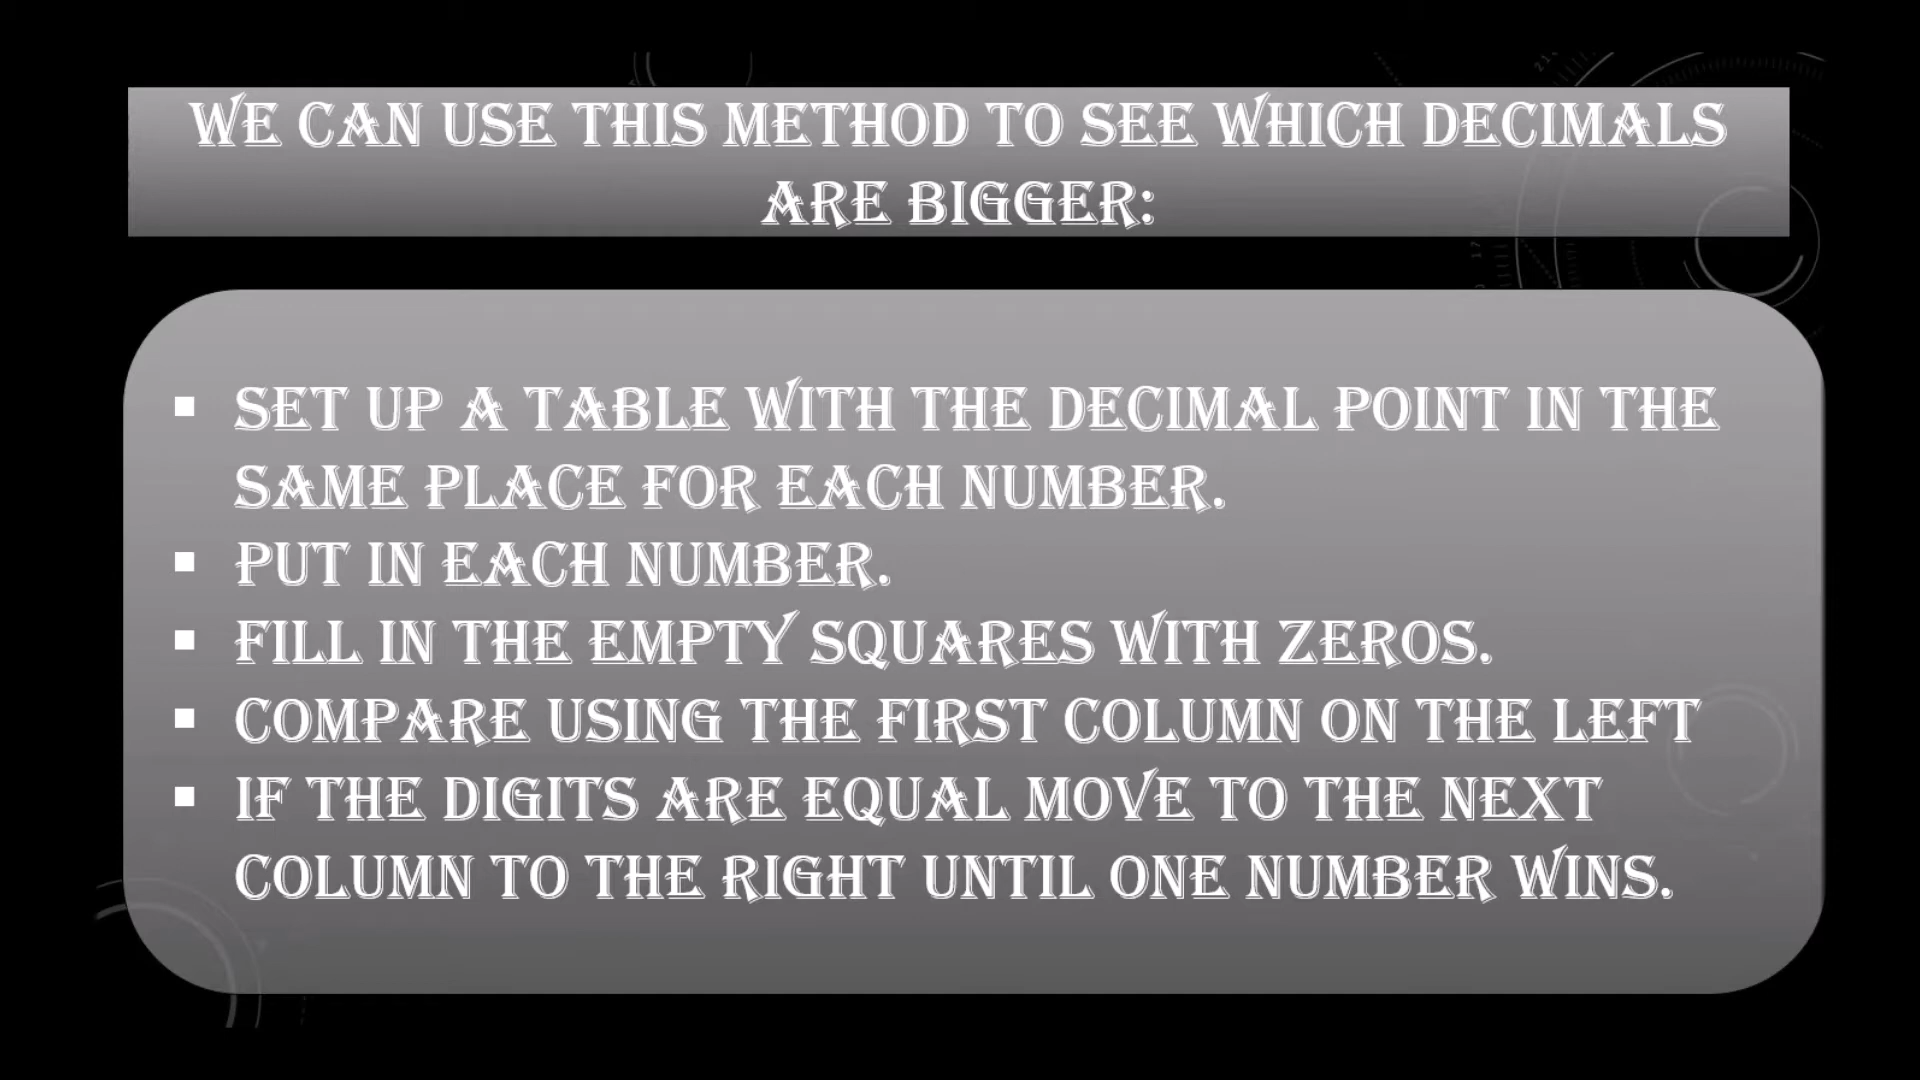 WE CAN USE THIS METHOD TO SEE WHICH DECIMALS
ARE BIGGER:
▪ SET UP A TABLE WITH THE DECIMAL POINT IN THE
SAME PLACE FOR EACH NUMBER.
▪ PUT IN EACH NUMBER.
▪ FILL IN THE EMPTY SQUARES WITH ZEROS.
▪ COMPARE USING THE FIRST COLUMN ON THE LEFT
▪ IF THE DIGITS ARE EQUAL MOVE TO THE NEXT
COLUMN TO THE RIGHT UNTIL ONE NUMBER WINS.